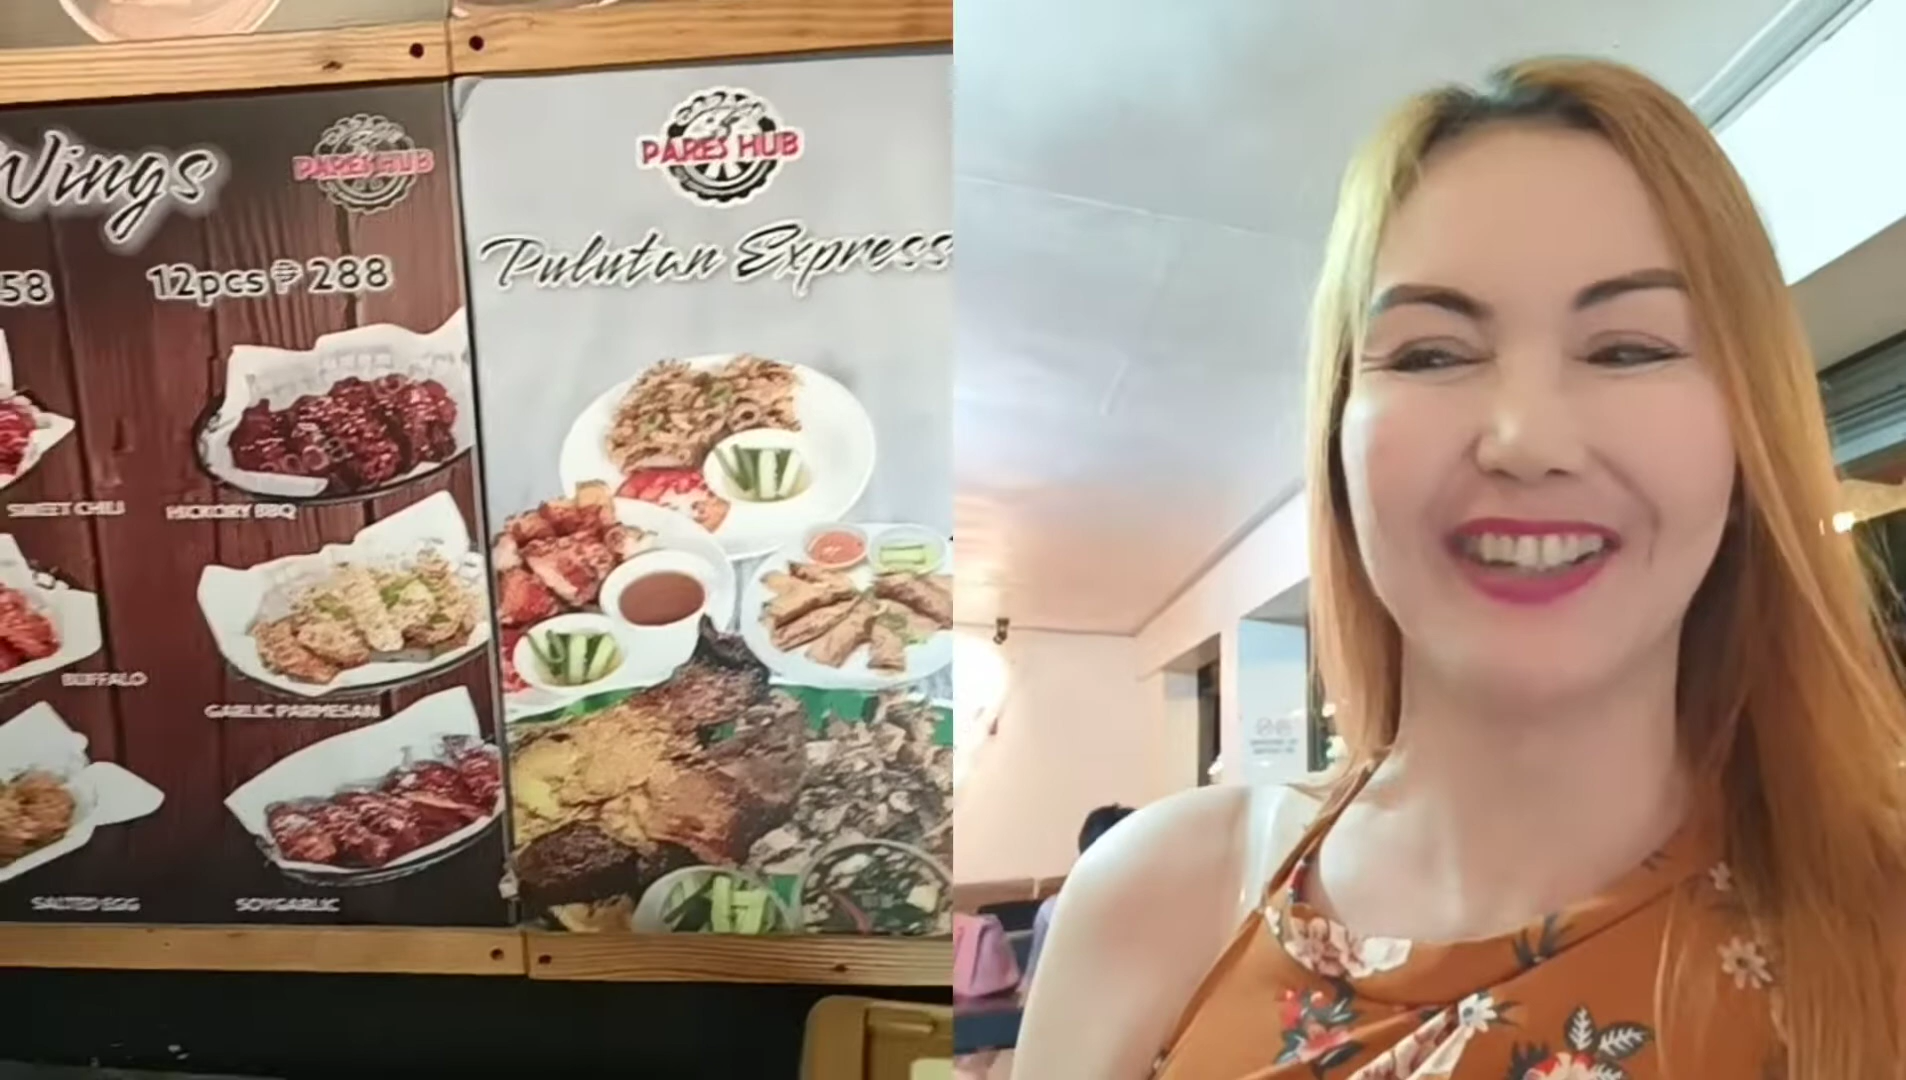 Wings
PARES HUB
58
12pcs ₱ 288
SWEET CHILI
HICKORY BBQ
BUFFALO
GARLIC PARMESAN
SALTED EGG
SOYGARLIC
PARES HUB
Pulutan Express